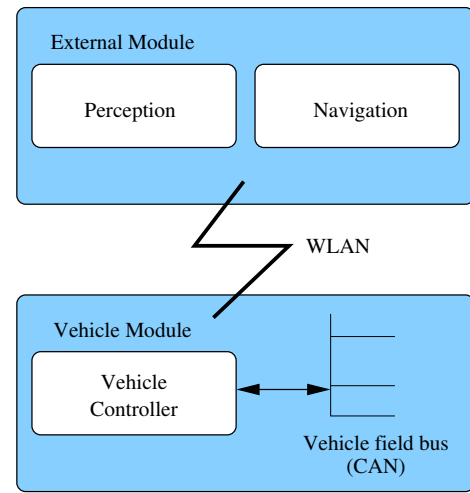 External Module
Perception
Navigation
WLAN
Vehicle Module
Vehicle
Controller
Vehicle field bus
(CAN)